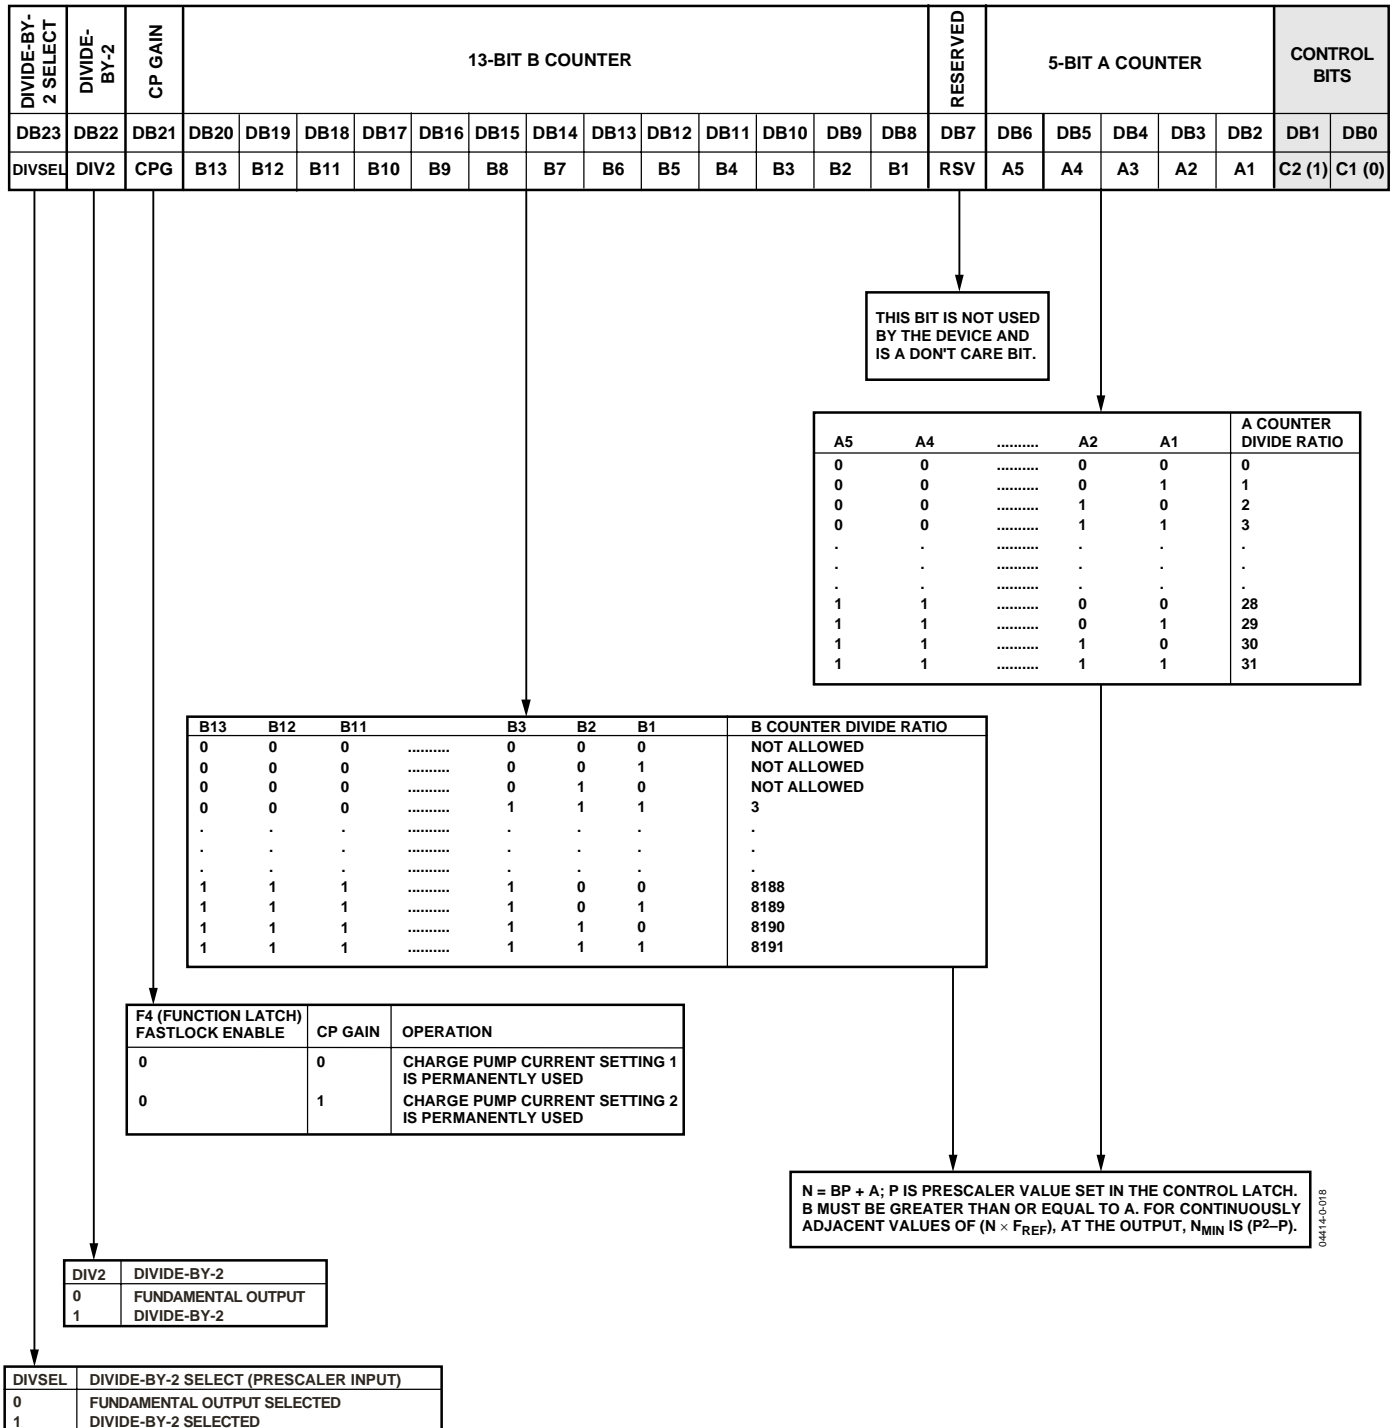 DIVIDE-BY-
2 SELECT
DIVIDE-
BY-2
CP GAIN
13-BIT B COUNTER
RESERVED
5-BIT A COUNTER
CONTROL
BITS
DB23 DB22 DB21 DB20 DB19 DB18 DB17 DB16 DB15 DB14 DB13 DB12 DB11 DB10 DB9 DB8 DB7 DB6 DB5 DB4 DB3 DB2 DB1 DB0
DIVSEL DIV2 CPG B13 B12 B11 B10 B9 B8 B7 B6 B5 B4 B3 B2 B1 RSV A5 A4 A3 A2 A1 C2 (1) C1 (0)
THIS BIT IS NOT USED
BY THE DEVICE AND
IS A DON'T CARE BIT.
A COUNTER
A5 A4 .......... A2 A1 DIVIDE RATIO
0 0 .......... 0 0 0
0 0 .......... 0 1 1
0 0 .......... 1 0 2
0 0 .......... 1 1 3
. . .......... . . .
. . .......... . . .
. . .......... . . .
1 1 .......... 0 0 28
1 1 .......... 0 1 29
1 1 .......... 1 0 30
1 1 .......... 1 1 31
B13 B12 B11 B3 B2 B1 B COUNTER DIVIDE RATIO
0 0 0 .......... 0 0 0 NOT ALLOWED
0 0 0 .......... 0 0 1 NOT ALLOWED
0 0 0 .......... 0 1 0 NOT ALLOWED
0 0 0 .......... 1 1 1 3
. . . .......... . . . .
. . . .......... . . . .
. . . .......... . . . .
1 1 1 .......... 1 0 0 8188
1 1 1 .......... 1 0 1 8189
1 1 1 .......... 1 1 0 8190
1 1 1 .......... 1 1 1 8191
F4 (FUNCTION LATCH)
FASTLOCK ENABLE CP GAIN OPERATION
0 0 CHARGE PUMP CURRENT SETTING 1
IS PERMANENTLY USED
0 1 CHARGE PUMP CURRENT SETTING 2
IS PERMANENTLY USED
N = BP + A; P IS PRESCALER VALUE SET IN THE CONTROL LATCH.
B MUST BE GREATER THAN OR EQUAL TO A. FOR CONTINUOUSLY
ADJACENT VALUES OF (N × FREF), AT THE OUTPUT, NMIN IS (P2–P).
04414-0-018
DIV2 DIVIDE-BY-2
0 FUNDAMENTAL OUTPUT
1 DIVIDE-BY-2
DIVSEL DIVIDE-BY-2 SELECT (PRESCALER INPUT)
0 FUNDAMENTAL OUTPUT SELECTED
1 DIVIDE-BY-2 SELECTED